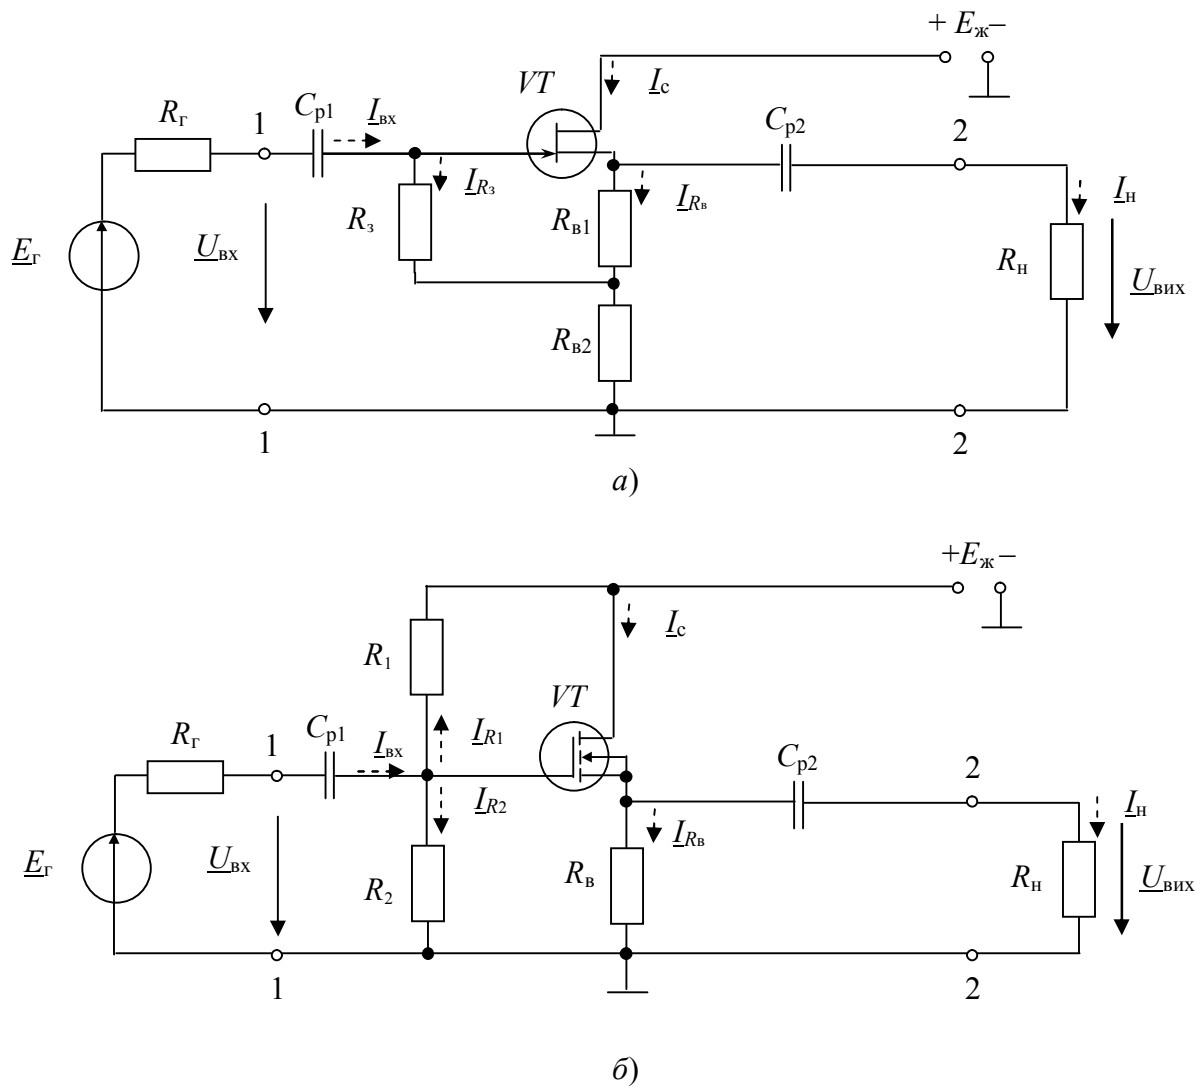 + Eж–
Iс
VT
Cр1
Cр2
Rг
1
Iвх
2
IRз
IRв
Iн
Rз
Rв1
Eг
Uвх
Rн
Uвих
Rв2
1
2
а)
+Eж –
Iс
R1
VT
Cр1
Rг
1
Iвх
IR1
Cр2
2
IR2
IRв
Iн
Eг
Uвх
R2
Rв
Rн
Uвих
1
2
б)